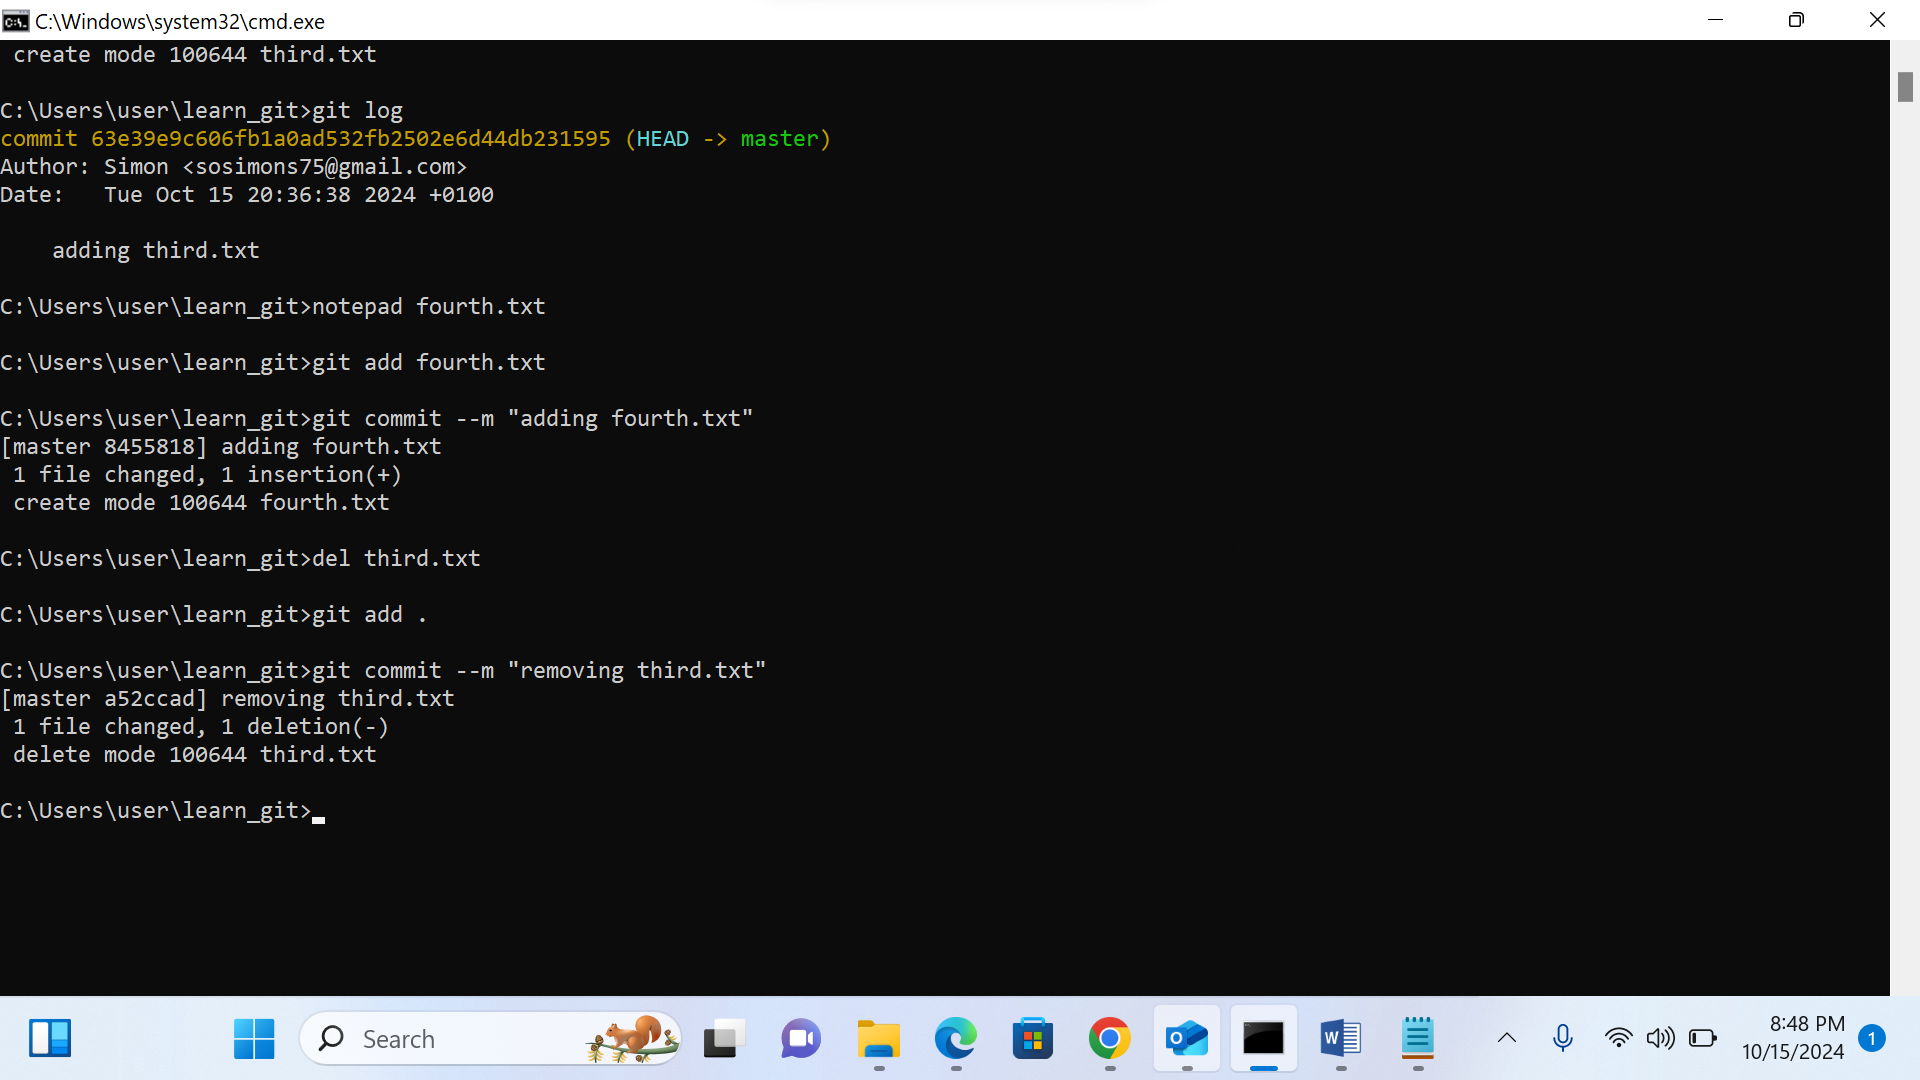 C:\Windows\system32\cmd.exe
 create mode 100644 third.txt
C:\Users\user\learn_git>git log
commit 63e39e9c606fb1a0ad532fb2502e6d44db231595 (HEAD -> master)
Author: Simon <sosimons75@gmail.com>
Date:   Tue Oct 15 20:36:38 2024 +0100
    adding third.txt
C:\Users\user\learn_git>notepad fourth.txt
C:\Users\user\learn_git>git add fourth.txt
C:\Users\user\learn_git>git commit --m "adding fourth.txt"
[master 8455818] adding fourth.txt
 1 file changed, 1 insertion(+)
 create mode 100644 fourth.txt
C:\Users\user\learn_git>del third.txt
C:\Users\user\learn_git>git add .
C:\Users\user\learn_git>git commit --m "removing third.txt"
[master a52ccad] removing third.txt
 1 file changed, 1 deletion(-)
 delete mode 100644 third.txt
C:\Users\user\learn_git>
Search
8:48 PM
10/15/2024
1